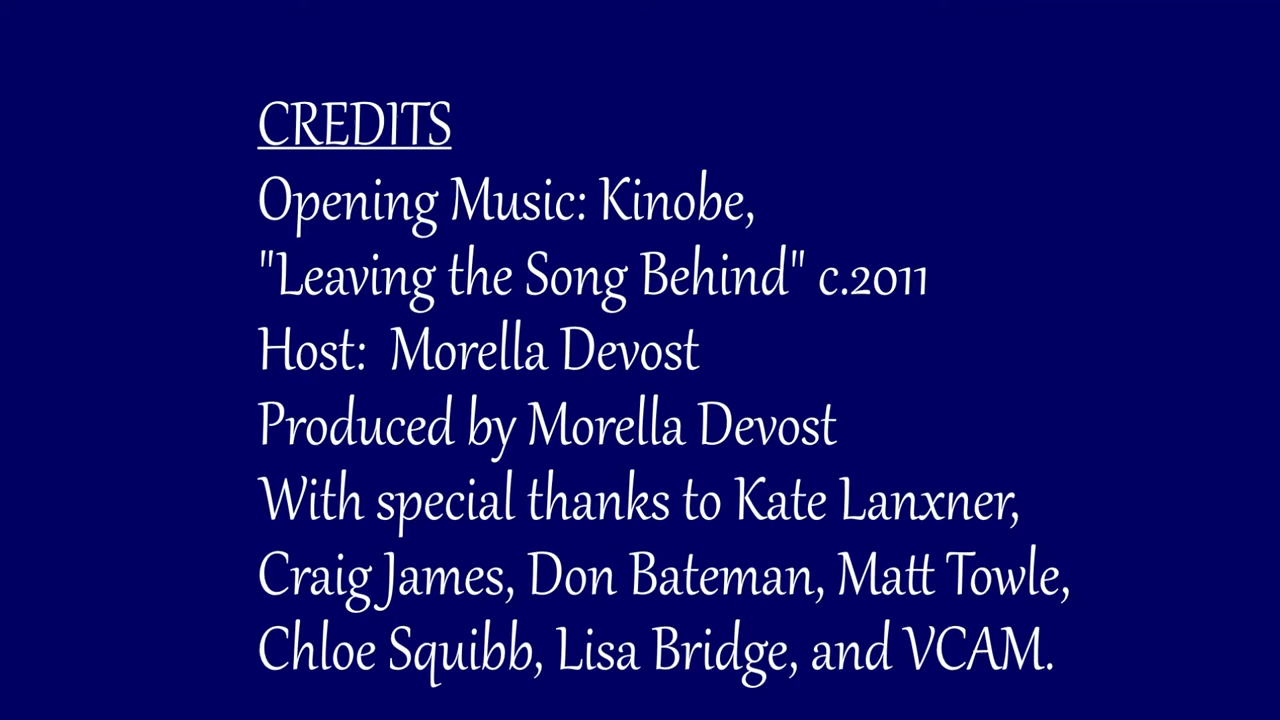 CREDITS
Opening Music: Kinobe,
"Leaving the Song Behind" c.2011
Host:  Morella Devost
Produced by Morella Devost
With special thanks to Kate Lanxner,
Craig James, Don Bateman, Matt Towle,
Chloe Squibb, Lisa Bridge, and VCAM.